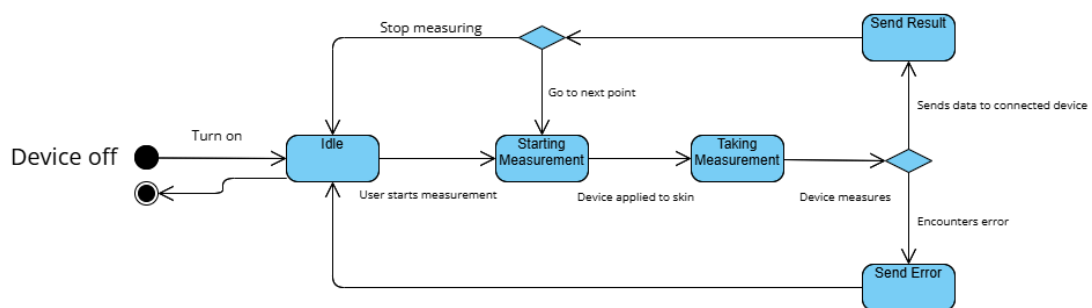 Send Result
Stop measuring
Go to next point
Sends data to connected device
Turn on
Device off
Idle
Starting
Measurement
Taking
Measurement
User starts measurement
Device applied to skin
Device measures
Encounters error
Send Error